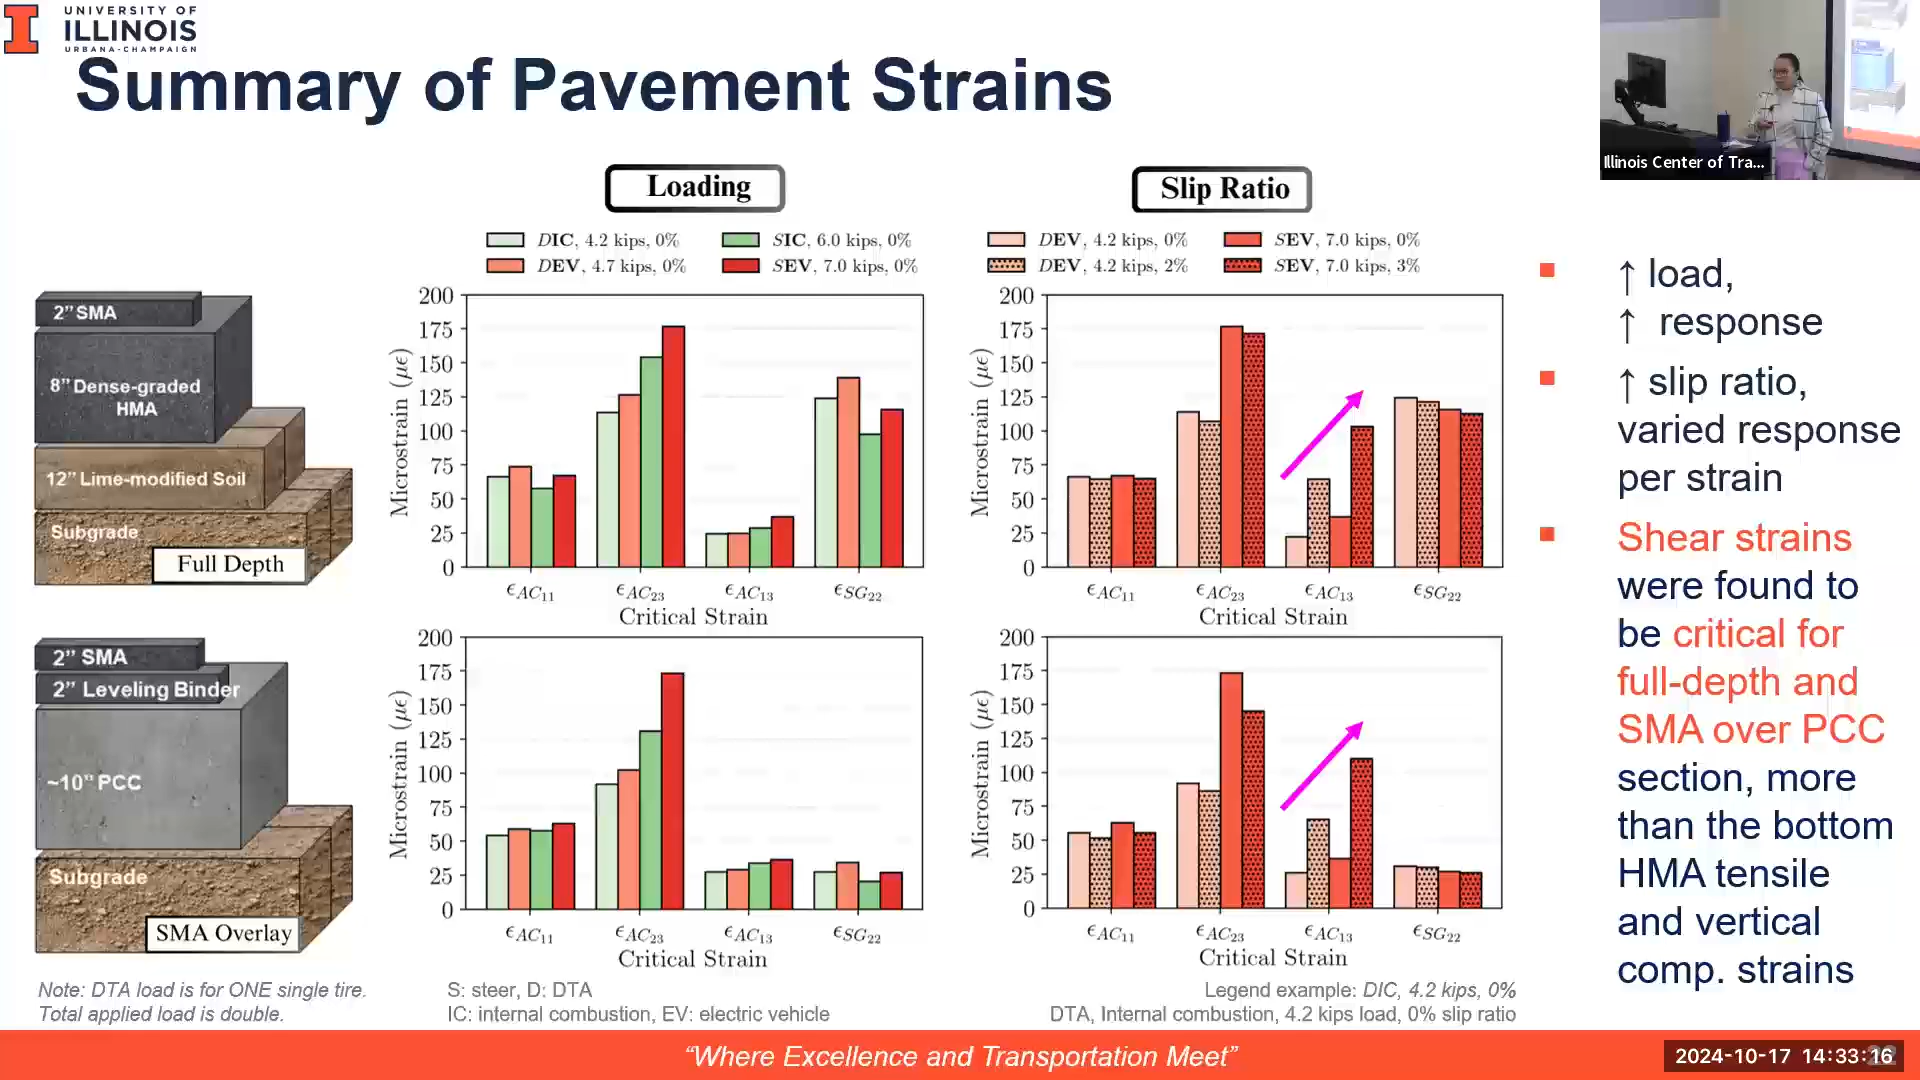 UNIVERSITY OF
ILLINOIS
URBANA-CHAMPAIGN
Summary of Pavement Strains
Illinois Center of Tra...
Loading
DIC, 4.2 kips, 0%
SIC, 6.0 kips, 0%
DEV, 4.7 kips, 0%
SEV, 7.0 kips, 0%
Slip Ratio
DEV, 4.2 kips, 0%
SEV, 7.0 kips, 0%
DEV, 4.2 kips, 2%
SEV, 7.0 kips, 3%
2” SMA
8” Dense-graded
HMA
12” Lime-modified Soil
Subgrade
Full Depth
Microstrain (µϵ)
200
175
150
125
100
75
50
25
0
ϵAC11 ϵAC23 ϵAC13 ϵSG22
Critical Strain
Microstrain (µϵ)
200
175
150
125
100
75
50
25
0
ϵAC11 ϵAC23 ϵAC13 ϵSG22
Critical Strain
2” SMA
2” Leveling Binder
~10” PCC
Subgrade
SMA Overlay
Microstrain (µϵ)
200
175
150
125
100
75
50
25
0
ϵAC11 ϵAC23 ϵAC13 ϵSG22
Critical Strain
Microstrain (µϵ)
200
175
150
125
100
75
50
25
0
ϵAC11 ϵAC23 ϵAC13 ϵSG22
Critical Strain
↑ load,
↑ response
↑ slip ratio,
varied response
per strain
Shear strains
were found to
be critical for
full-depth and
SMA over PCC
section, more
than the bottom
HMA tensile
and vertical
comp. strains
Note: DTA load is for ONE single tire.
Total applied load is double.
S: steer, D: DTA
IC: internal combustion, EV: electric vehicle
Legend example: DIC, 4.2 kips, 0%
DTA, Internal combustion, 4.2 kips load, 0% slip ratio
“Where Excellence and Transportation Meet”
2024-10-17 14:33:16